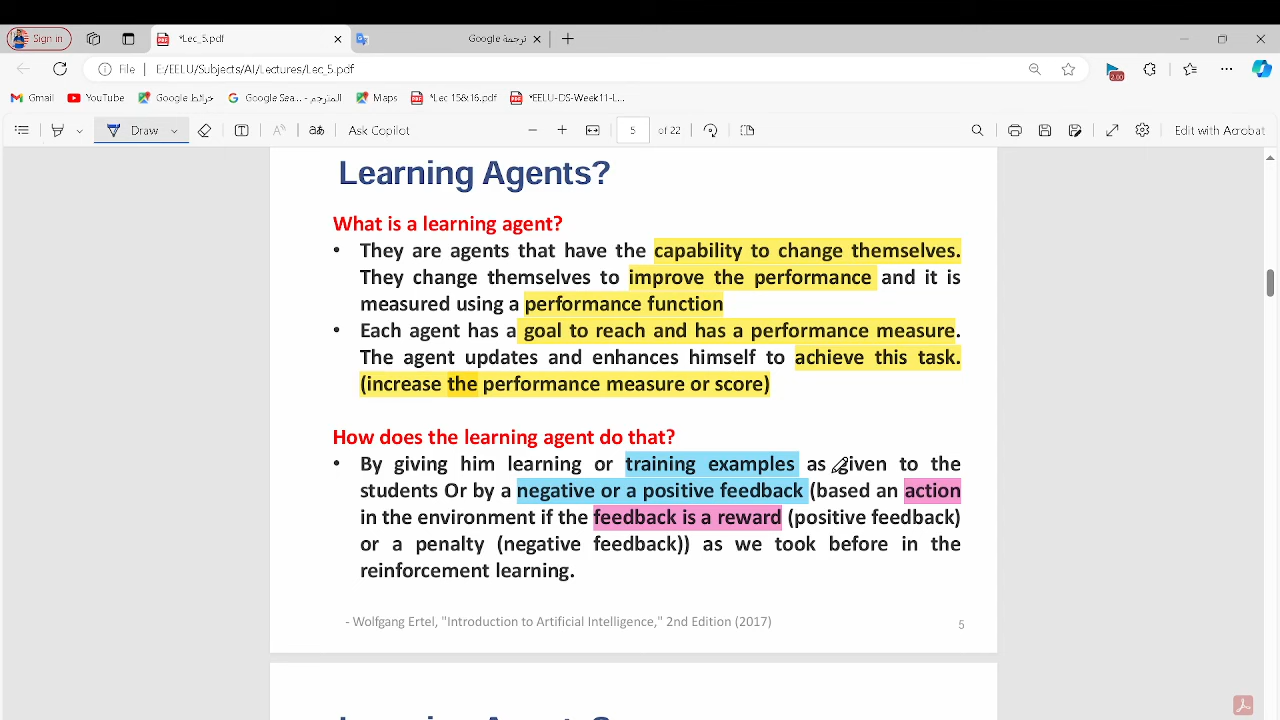 Sign in
*Lec_5.pdf
File
E:/EELU/Subjects/AI/Lectures/Lec_5.pdf
2.00
Gmail
YouTube
Maps
Lec 15&16.pdf
*EELU-DS-Week11-L...
Draw
Ask Copilot
5
of 22
Edit with Acrobat
Learning Agents?
What is a learning agent?
• They are agents that have the capability to change themselves.
They change themselves to improve the performance and it is
measured using a performance function
• Each agent has a goal to reach and has a performance measure.
The agent updates and enhances himself to achieve this task.
(increase the performance measure or score)
How does the learning agent do that?
• By giving him learning or training examples as given to the
students Or by a negative or a positive feedback (based an action
in the environment if the feedback is a reward (positive feedback)
or a penalty (negative feedback)) as we took before in the
reinforcement learning.
- Wolfgang Ertel, "Introduction to Artificial Intelligence," 2nd Edition (2017)
5